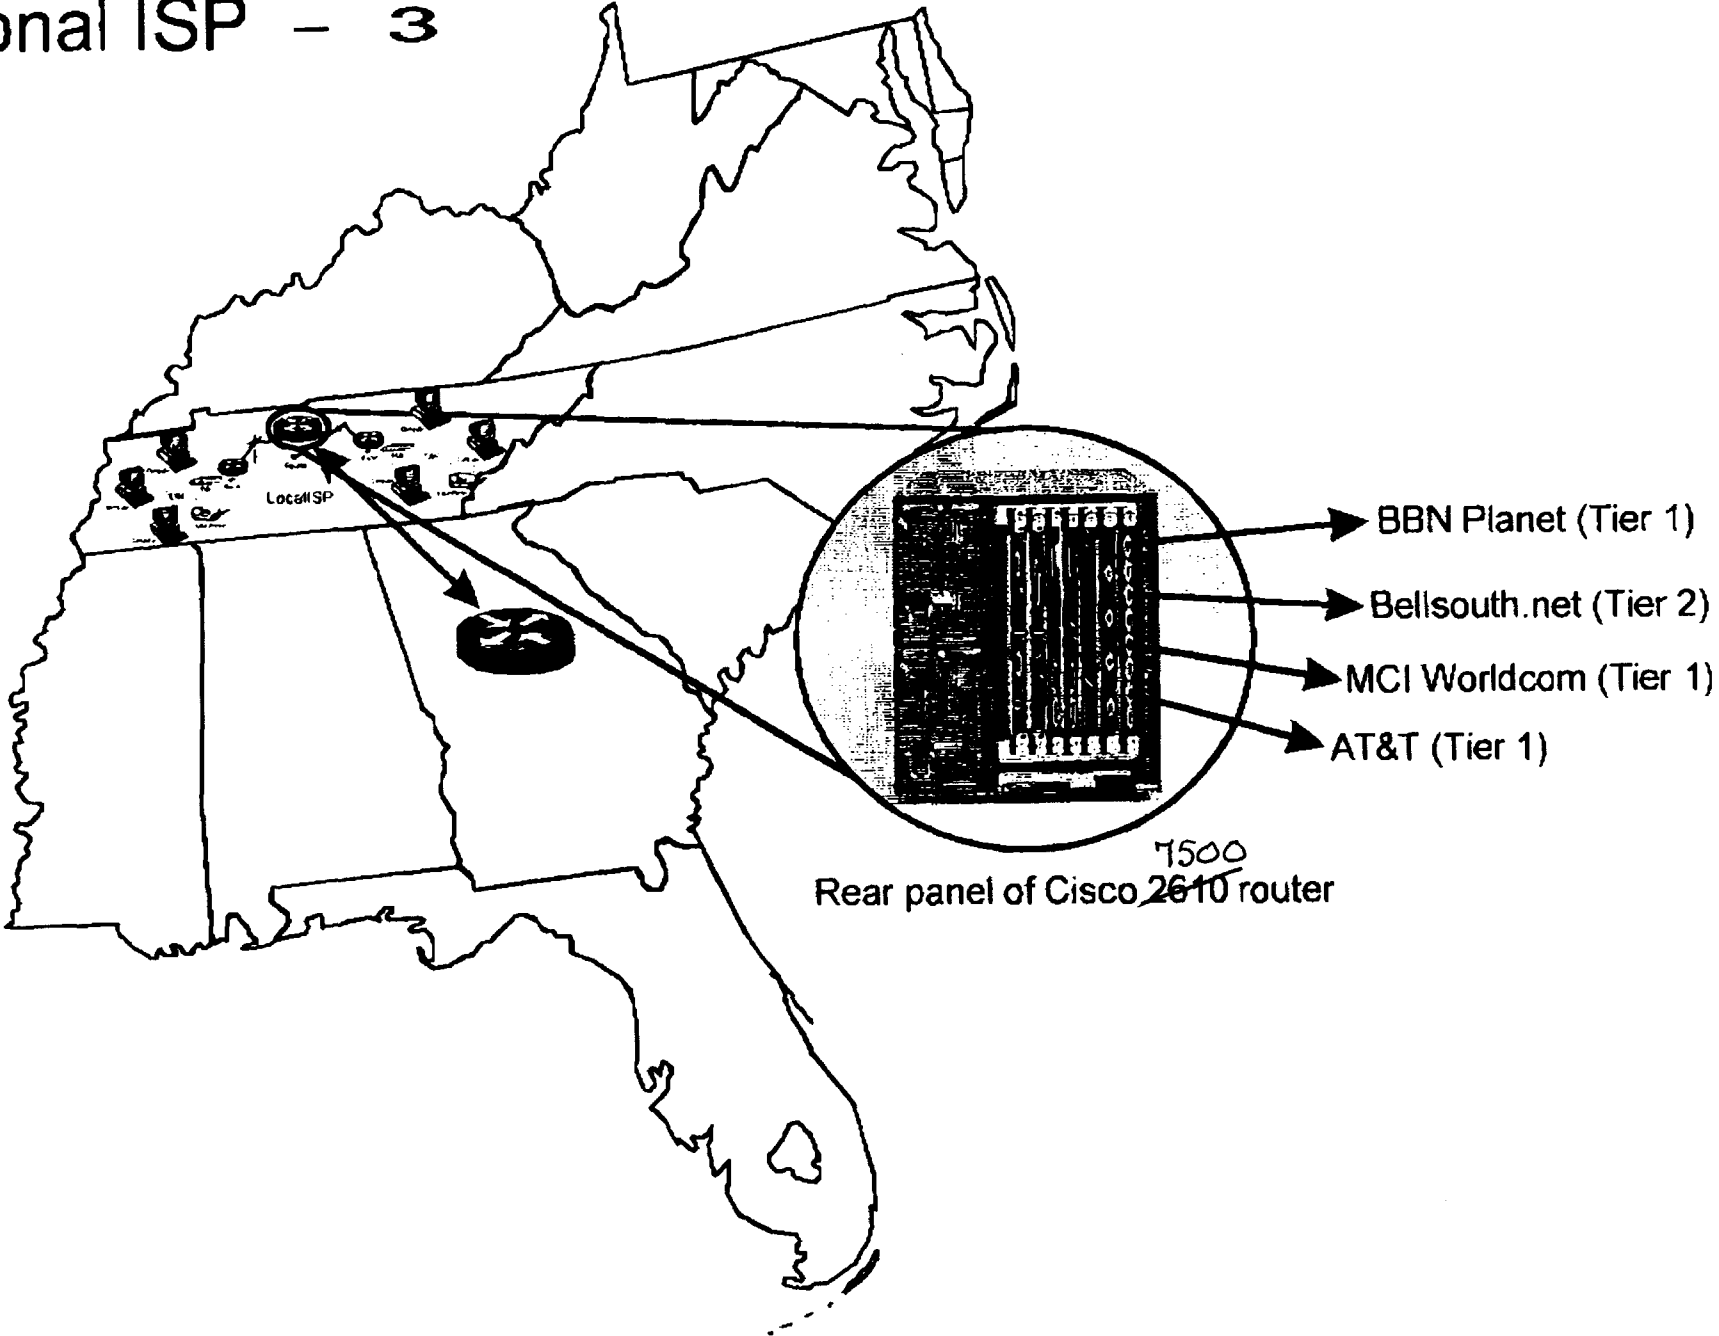 onal ISP – 3
LocalISP
BBN Planet (Tier 1)
Bellsouth.net (Tier 2)
MCI Worldcom (Tier 1)
AT&T (Tier 1)
7500
Rear panel of Cisco 2610 router